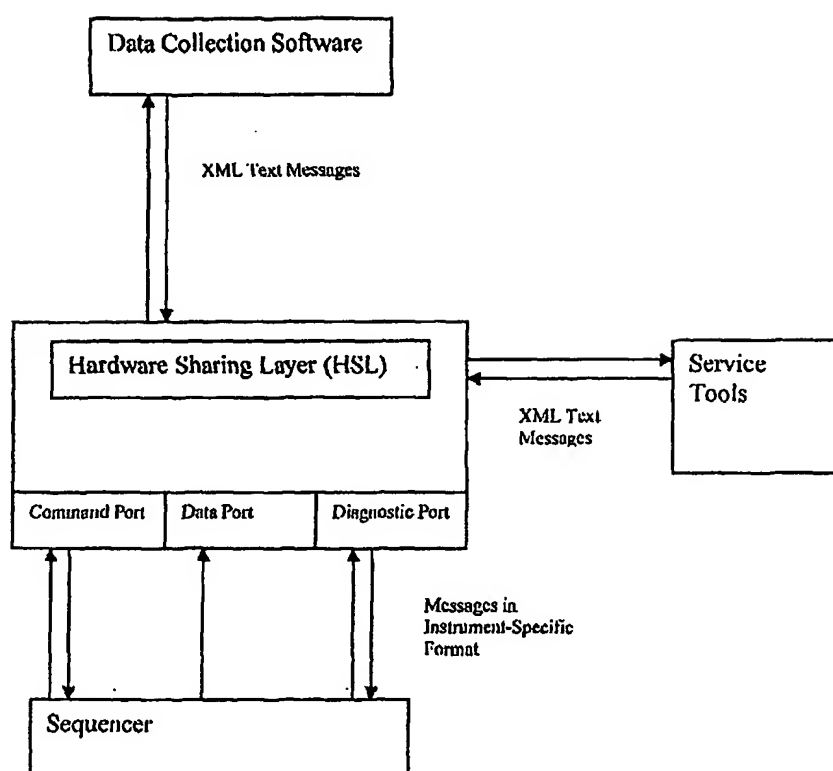 Data Collection Software
XML Text Messages
Hardware Sharing Layer (HSL)
Service
Tools
XML Text
Messages
Command Port
Data Port
Diagnostic Port
Messages in
Instrument-Specific
Format
Sequencer